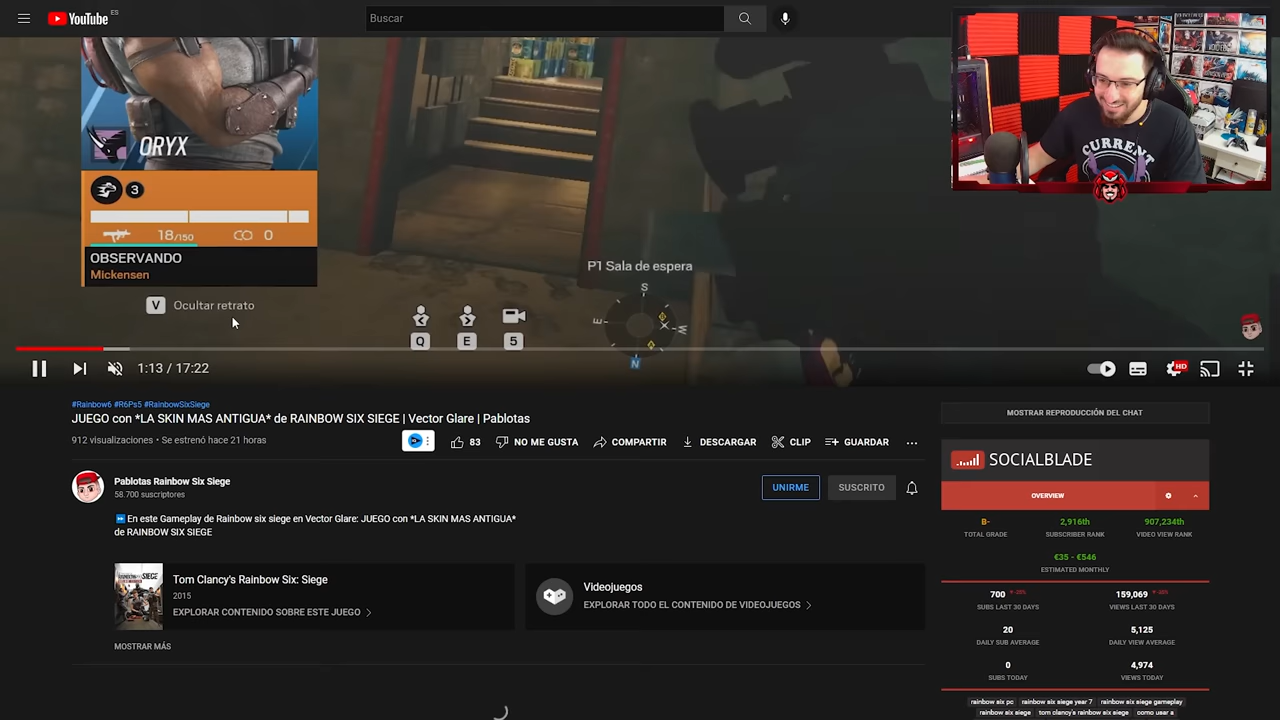 YouTube ES
Buscar
CURRENT
ORYX
3
18/150 0
OBSERVANDO
Mickensen
V Ocultar retrato
P1 Sala de espera
S
E W
N
Q E 5
1:13 / 17:22
HD
#Rainbow6 #R6Ps5 #RainbowSixSiege
JUEGO con *LA SKIN MAS ANTIGUA* de RAINBOW SIX SIEGE | Vector Glare | Pablotas
912 visualizaciones • Se estrenó hace 21 horas
83 NO ME GUSTA COMPARTIR DESCARGAR CLIP GUARDAR
Pablotas Rainbow Six Siege
58.700 suscriptores
UNIRME SUSCRITO
En este Gameplay de Rainbow six siege en Vector Glare: JUEGO con *LA SKIN MAS ANTIGUA*
de RAINBOW SIX SIEGE
Tom Clancy's Rainbow Six: Siege
2015
EXPLORAR CONTENIDO SOBRE ESTE JUEGO
Videojuegos
EXPLORAR TODO EL CONTENIDO DE VIDEOJUEGOS
MOSTRAR MÁS
MOSTRAR REPRODUCCIÓN DEL CHAT
SOCIALBLADE
OVERVIEW
B- 2,916th 907,234th
TOTAL GRADE SUBSCRIBER RANK VIDEO VIEW RANK
€35 - €546
ESTIMATED MONTHLY
700 159,069
SUBS LAST 30 DAYS VIEWS LAST 30 DAYS
20 5,125
DAILY SUB AVERAGE DAILY VIEW AVERAGE
0 4,974
SUBS TODAY VIEWS TODAY
rainbow six pc rainbow six siege year 7 rainbow six siege gameplay
rainbow six siege tom clancy's rainbow six siege como usar a